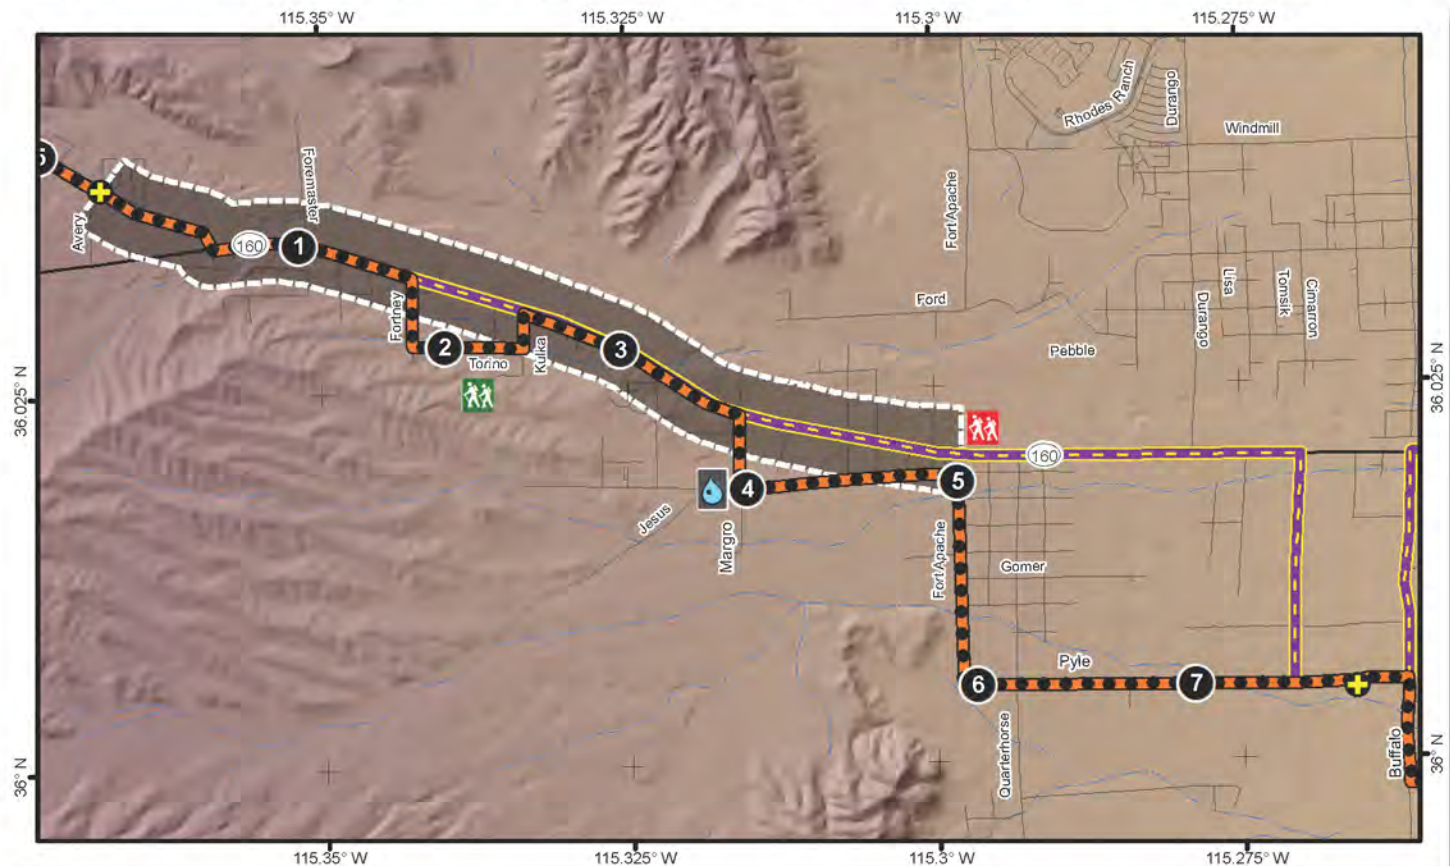 115.35° W
115.325° W
115.3° W
115.275° W
Rhodes Ranch
Durango
Windmill
Foremaster
Fort Apache
Avery
160
1
Lisa
Tomsik
Cimarron
Durango
Ford
Fortney
2
Torino
Kulka
3
Pebble
36.025° N
36.025° N
160
4
5
Jesus
Margro
Fort Apache
Gomer
Pyle
6
7
Quarterhorse
Buffalo
36° N
36° N
115.35° W
115.325° W
115.3° W
115.275° W